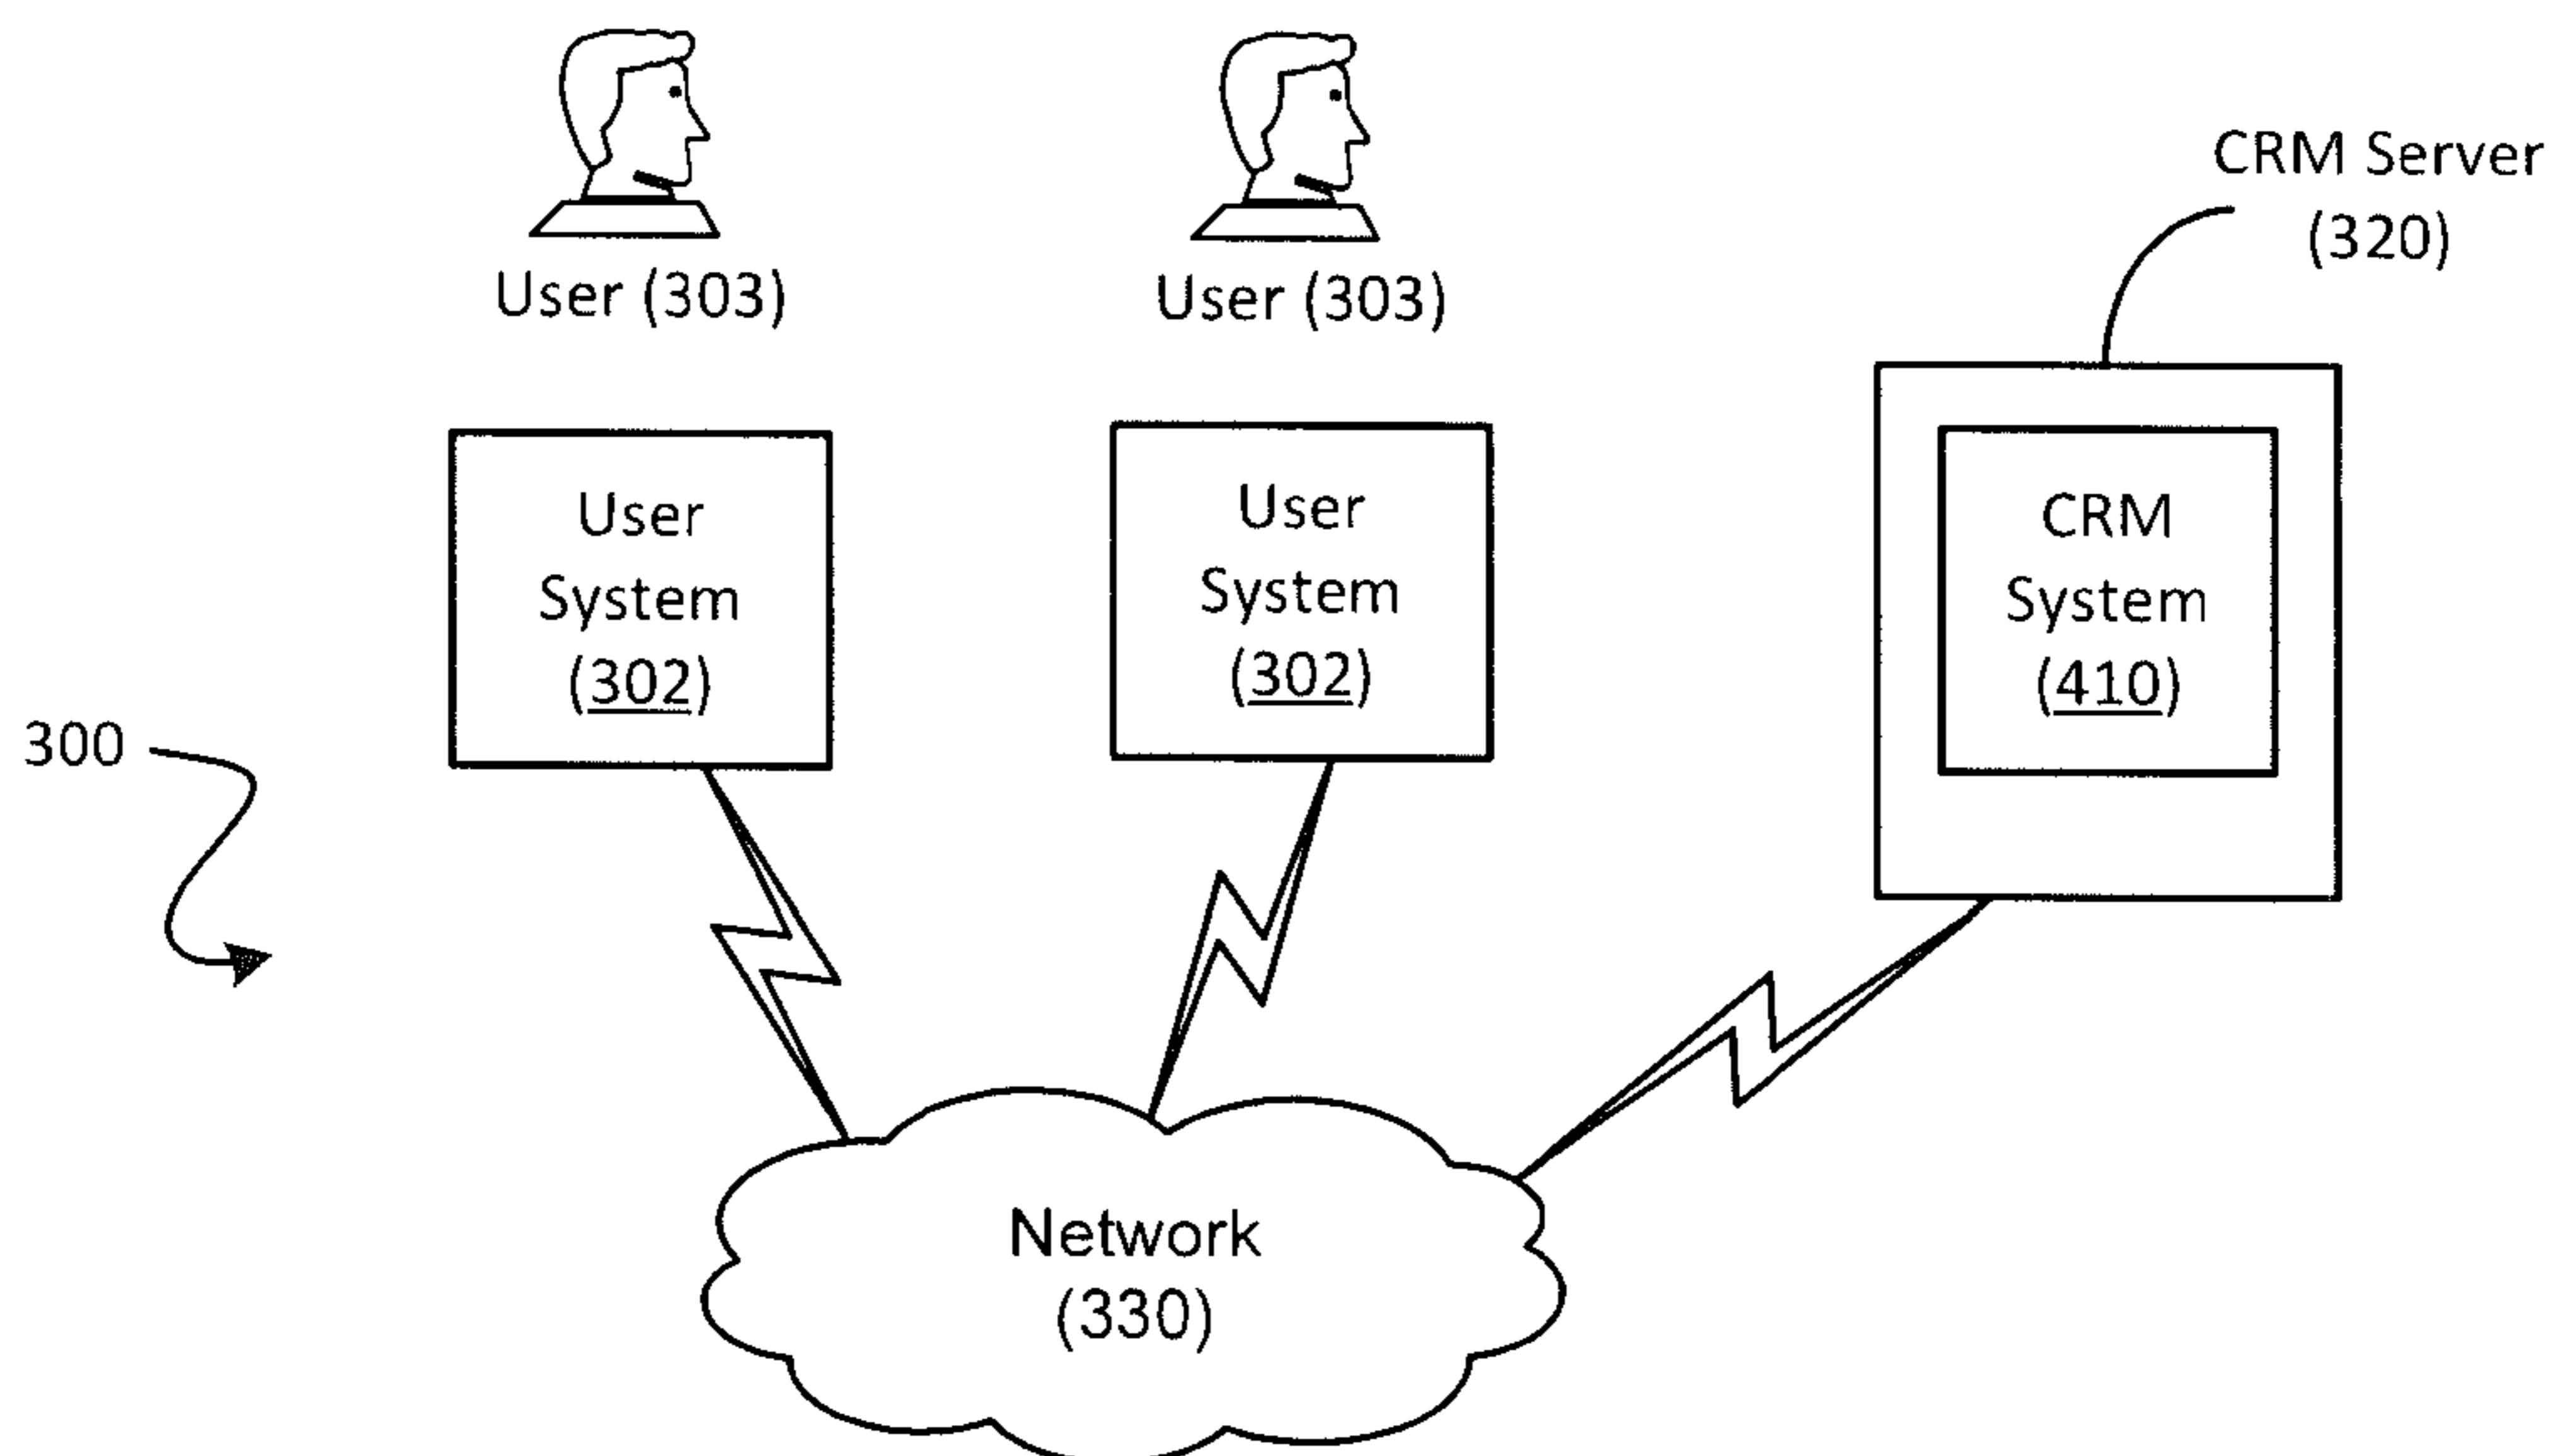 User (303)
User (303)
CRM Server
(320)
User
System
(302)
User
System
(302)
CRM
System
(410)
300
Network
(330)